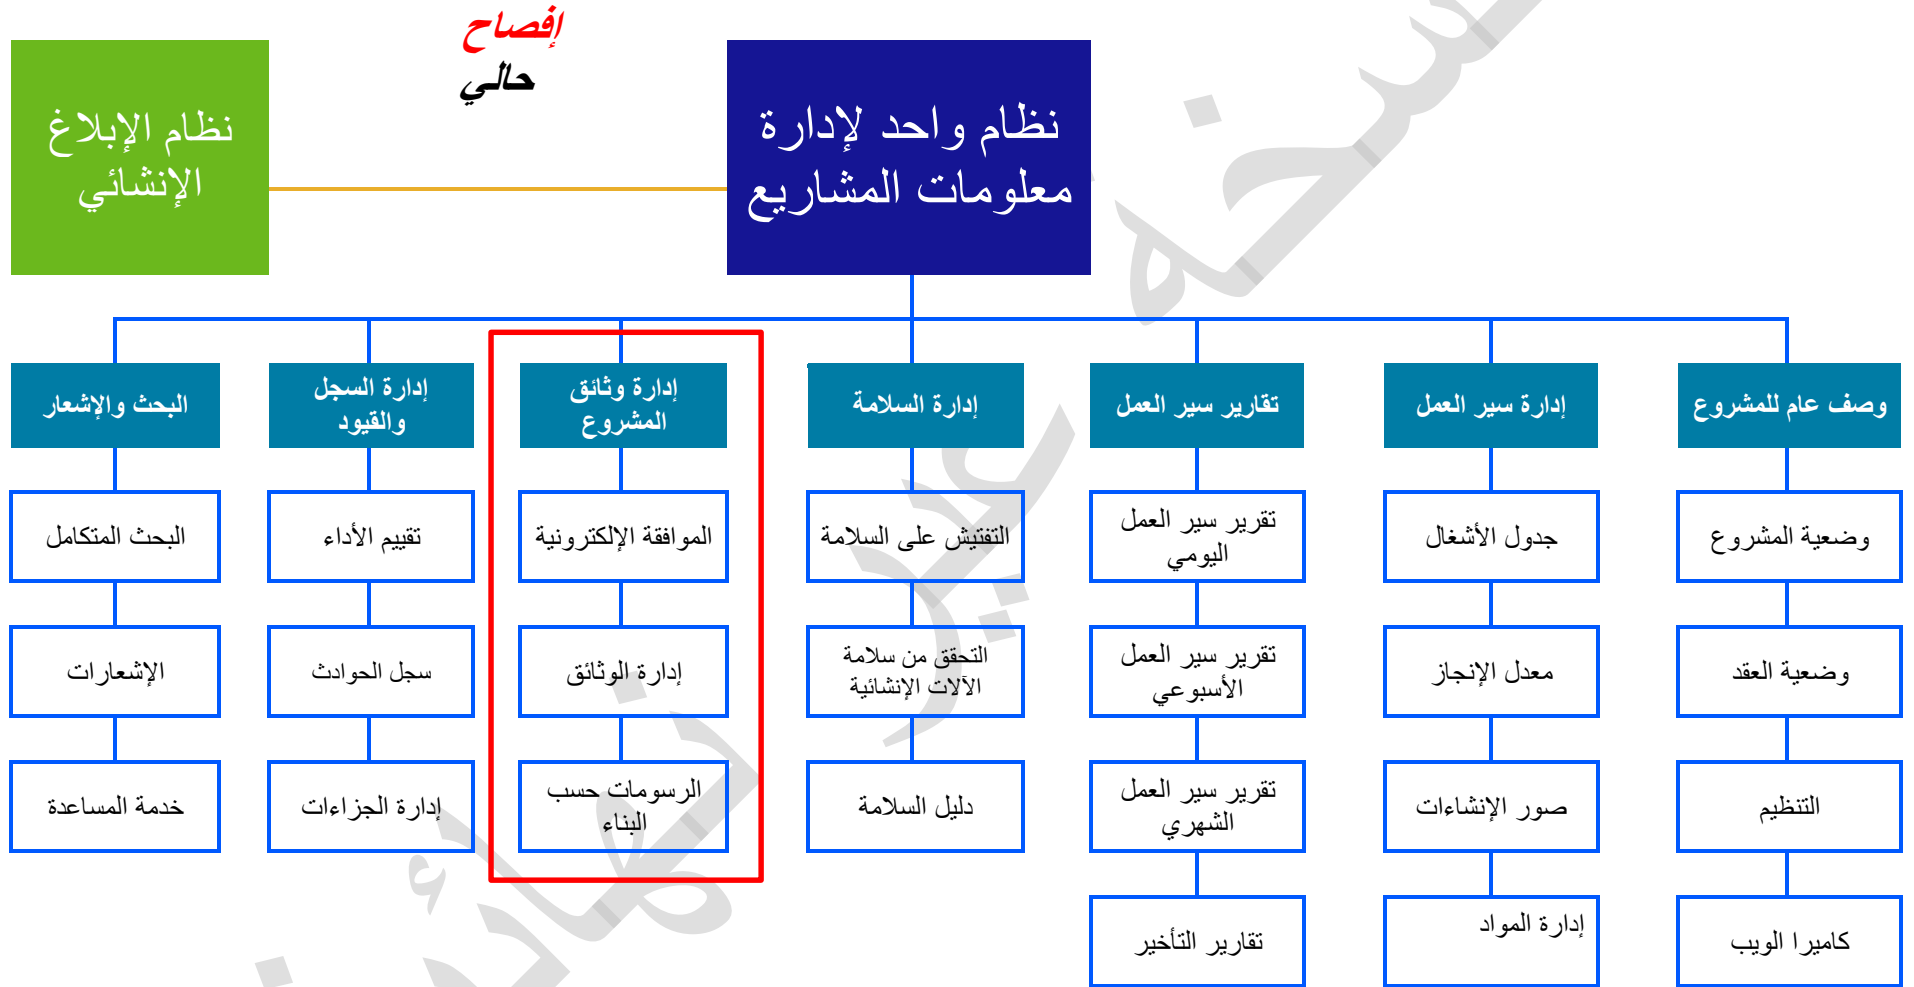 إفصاح
حالي
نظام واحد لإدارة
معلومات المشاريع
نظام الإبلاغ
الإنشائي
وصف عام للمشروع
وضعية المشروع
وضعية العقد
التنظيم
كاميرا الويب
إدارة سير العمل
جدول الأشغال
معدل الإنجاز
صور الإنشاءات
إدارة المواد
تقارير سير العمل
تقرير سير العمل
اليومي
تقرير سير العمل
الأسبوعي
تقرير سير العمل
الشهري
تقارير التأخير
إدارة السلامة
التفتيش على السلامة
التحقق من سلامة
الآلات الإنشائية
دليل السلامة
إدارة وثائق
المشروع
الموافقة الإلكترونية
إدارة الوثائق
الرسومات حسب
البناء
إدارة السجل
والقيود
تقييم الأداء
سجل الحوادث
إدارة الجزاءات
البحث والإشعار
البحث المتكامل
الإشعارات
خدمة المساعدة